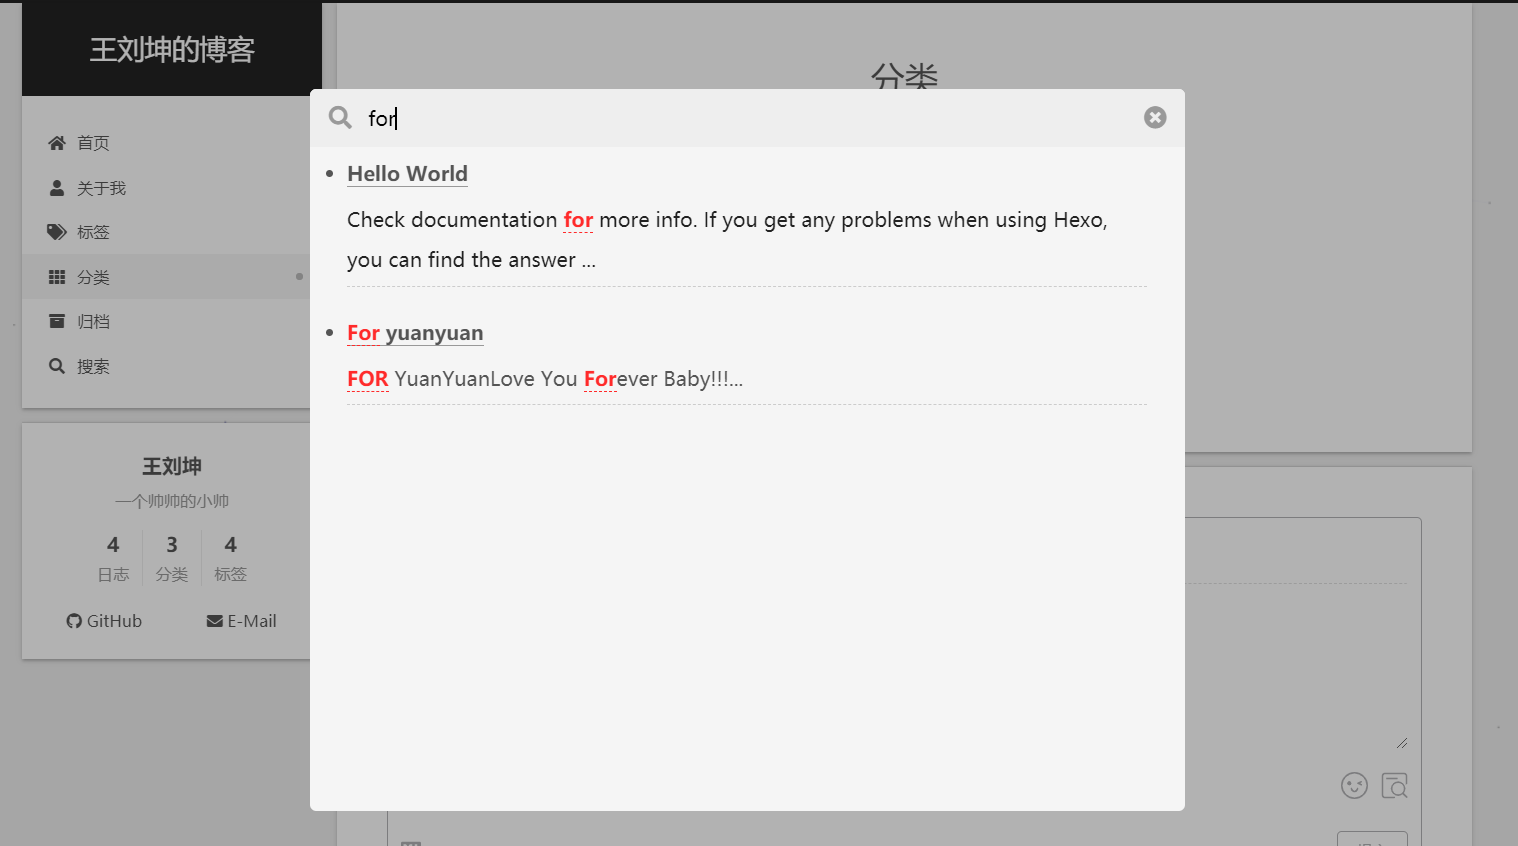 王刘坤的博客
首页
关于我
标签
分类
归档
搜索
王刘坤
一个帅帅的小帅
4 3 4
日志 分类 标签
GitHub E-Mail
分类
for
Hello World
Check documentation for more info. If you get any problems when using Hexo,
you can find the answer ...
For yuanyuan
FOR YuanYuanLove You Forever Baby!!!...